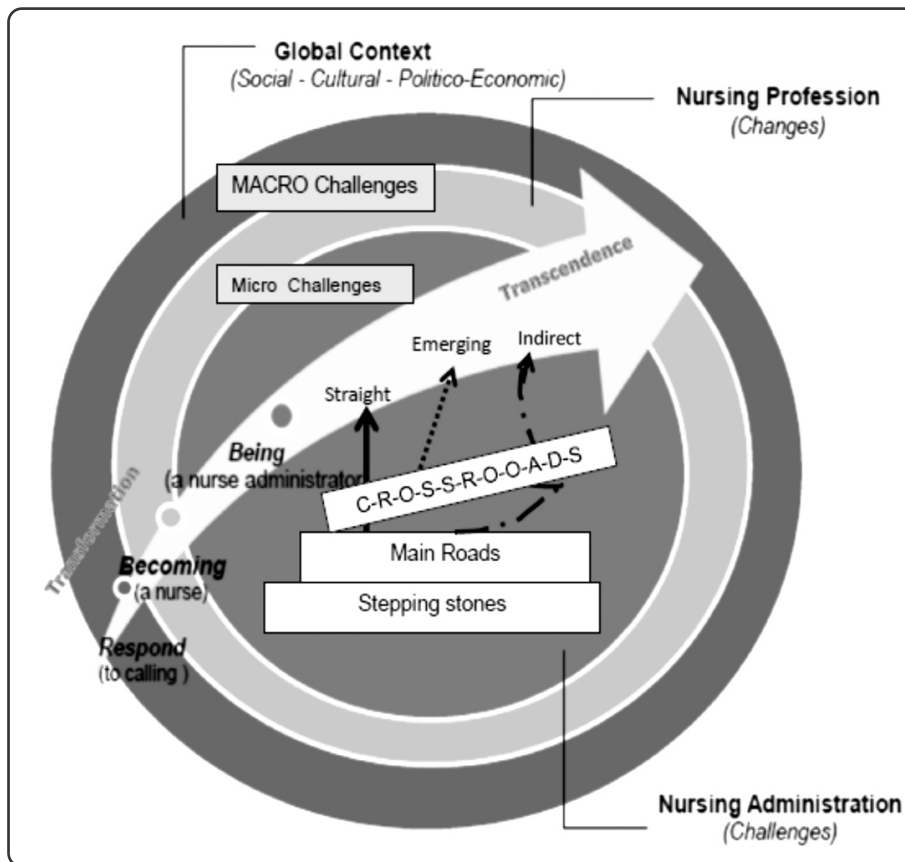 Global Context
(Social - Cultural - Politico-Economic)
Nursing Profession
(Changes)
MACRO Challenges
Micro Challenges
Transcendence
Emerging
Indirect
Straight
Being
(a nurse administrator
C-R-O-S-S-R-O-O-A-D-S
Transformation
Main Roads
Becoming
(a nurse)
Stepping stones
Respond
(to calling )
Nursing Administration
(Challenges)